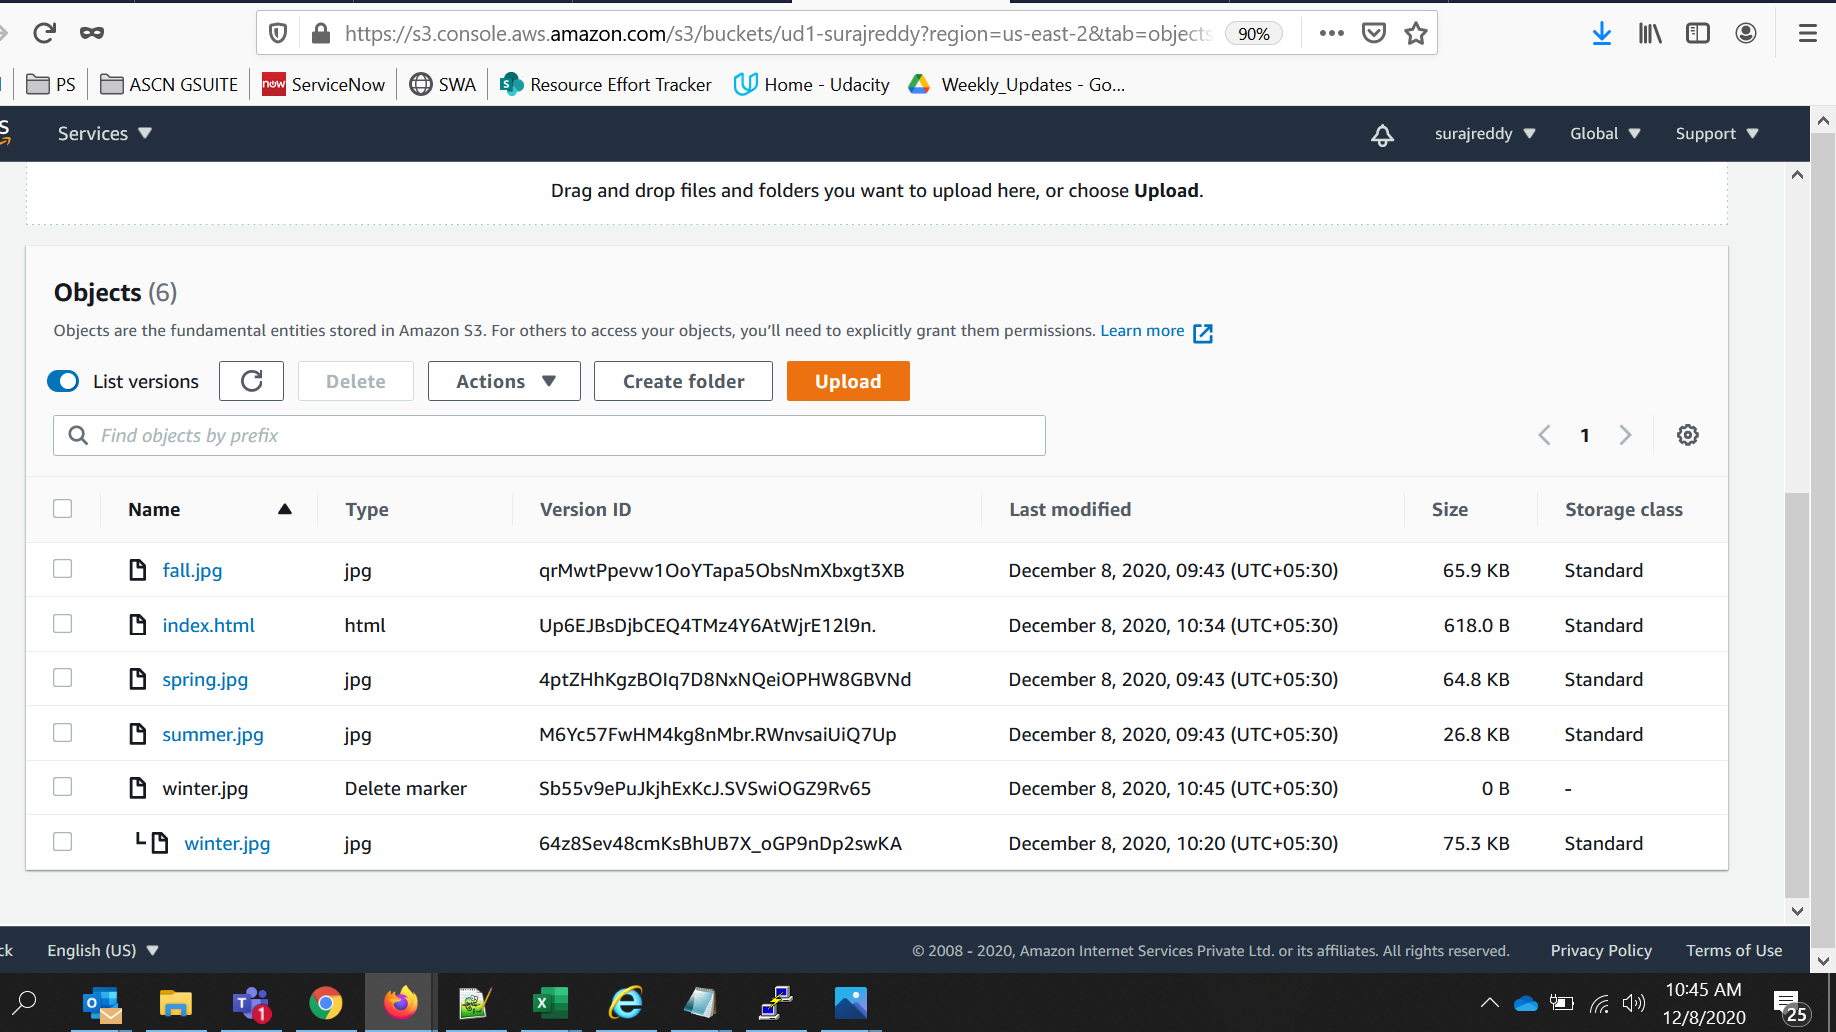 https://s3.console.aws.amazon.com/s3/buckets/ud1-surajreddy?region=us-east-2&tab=objects 90%
PS ASCN GSUITE now ServiceNow SWA S Resource Effort Tracker Home - Udacity Weekly_Updates - Go...
Services surajreddy Global Support
Drag and drop files and folders you want to upload here, or choose Upload.
Objects (6)
Objects are the fundamental entities stored in Amazon S3. For others to access your objects, you'll need to explicitly grant them permissions. Learn more
List versions Delete Actions Create folder Upload
Find objects by prefix 1
Name Type Version ID Last modified Size Storage class
fall.jpg jpg qrMwtPpevw1OoYTapa5ObsNmXbxgt3XB December 8, 2020, 09:43 (UTC+05:30) 65.9 KB Standard
index.html html Up6EJBsDjbCEQ4TMz4Y6AtWjrE12l9n. December 8, 2020, 10:34 (UTC+05:30) 618.0 B Standard
spring.jpg jpg 4ptZHhKgzBOIq7D8NxNQeiOPHW8GBVNd December 8, 2020, 09:43 (UTC+05:30) 64.8 KB Standard
summer.jpg jpg M6Yc57FwHM4kg8nMbr.RWnvsaiUiQ7Up December 8, 2020, 09:43 (UTC+05:30) 26.8 KB Standard
winter.jpg Delete marker Sb55v9ePuJkjhExKcJ.SVSwiOGZ9Rv65 December 8, 2020, 10:45 (UTC+05:30) 0 B -
winter.jpg jpg 64z8Sev48cmKsBhUB7X_oGP9nDp2swKA December 8, 2020, 10:20 (UTC+05:30) 75.3 KB Standard
ck English (US) © 2008 - 2020, Amazon Internet Services Private Ltd. or its affiliates. All rights reserved. Privacy Policy Terms of Use
10:45 AM
12/8/2020 25